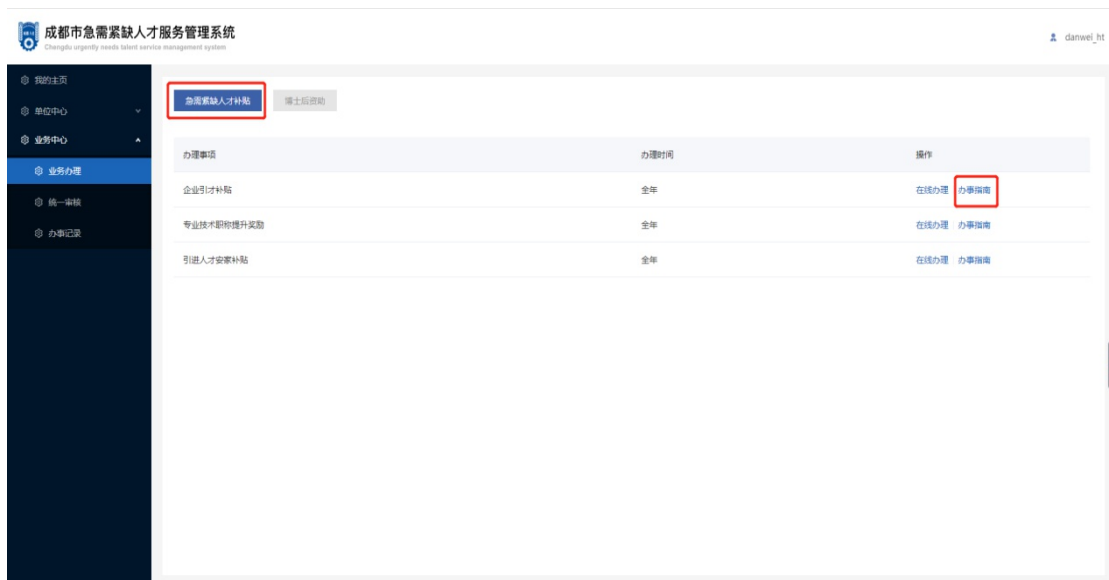 成都市急需紧缺人才服务管理系统
Chengdu urgently needs talent service management system
danwei_ht
我的主页
单位中心
业务中心
业务办理
统一审核
办事记录
急需紧缺人才补贴 博士后资助
办理事项 办理时间 操作
企业引才补贴 全年 在线办理 办事指南
专业技术职称提升奖励 全年 在线办理 办事指南
引进人才安家补贴 全年 在线办理 办事指南